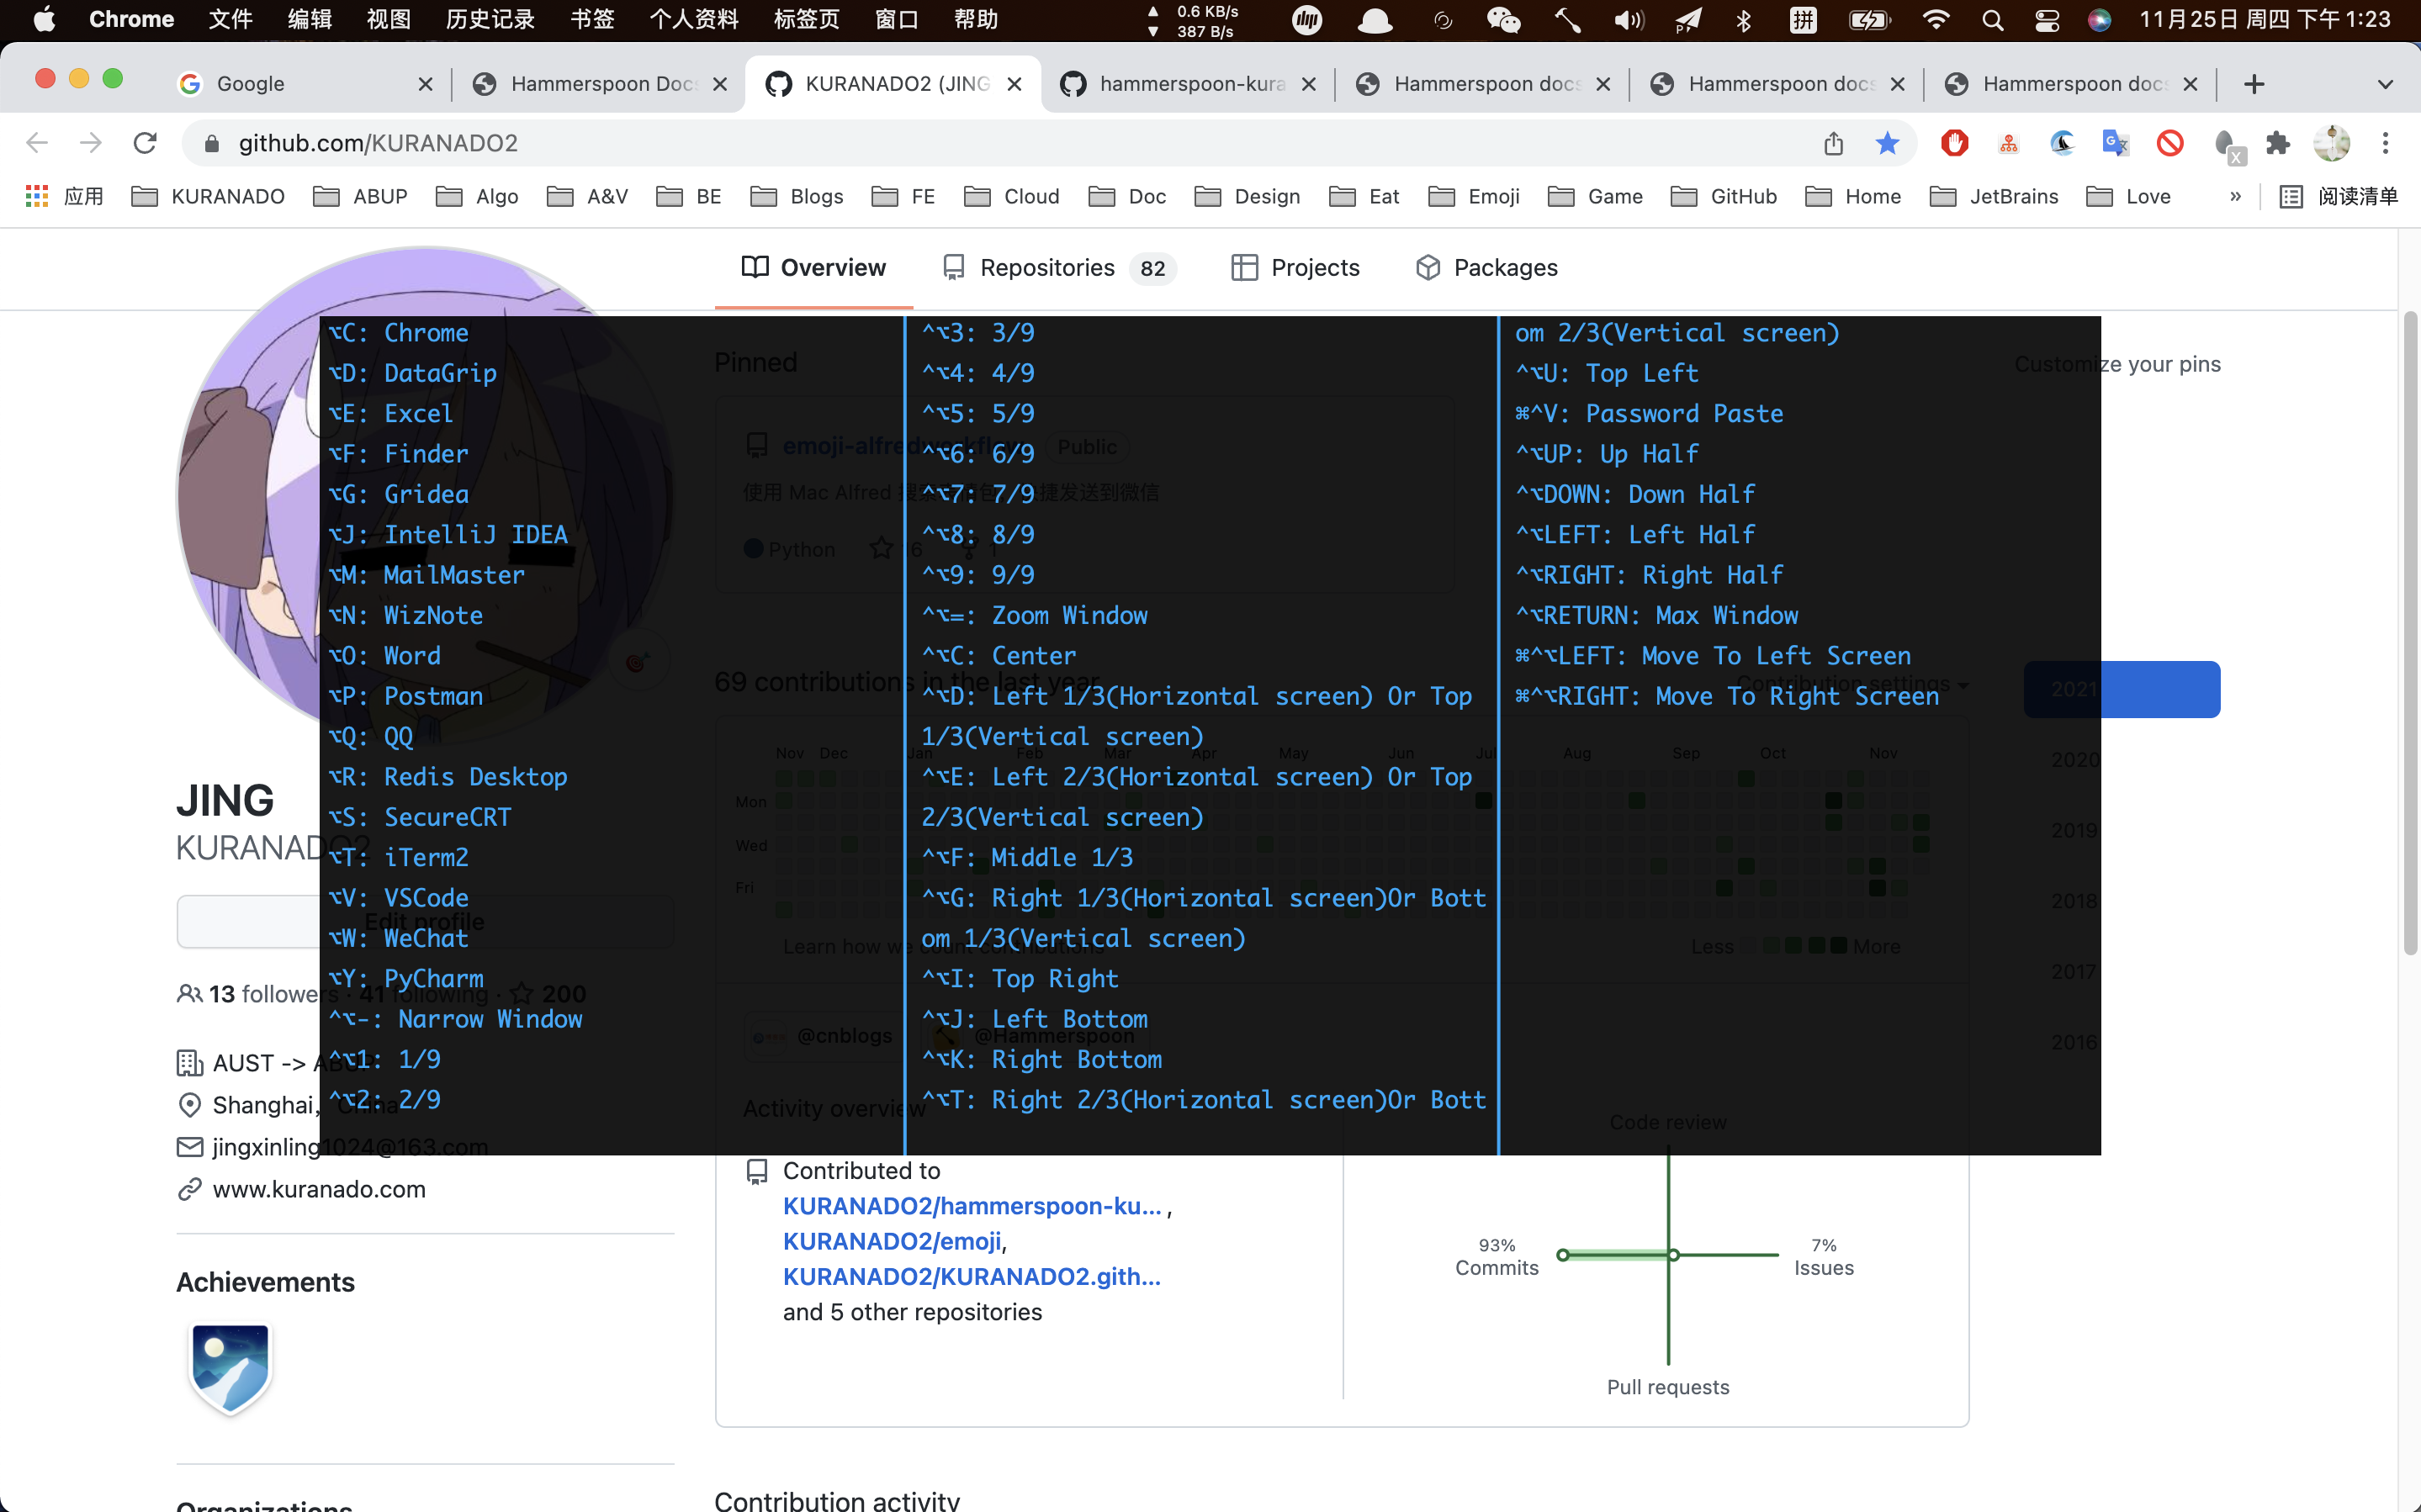 Chrome 文件 编辑 视图 历史记录 书签 个人资料 标签页 窗口 帮助
0.6 KB/s
387 B/s
拼
11月25日 周四 下午 1:23
Google
Hammerspoon Doc
KURANADO2 (JING
hammerspoon-kura
Hammerspoon docs
Hammerspoon docs
Hammerspoon docs
github.com/KURANADO2
应用 KURANADO ABUP Algo A&V BE Blogs FE Cloud Doc Design Eat Emoji Game GitHub Home JetBrains Love » 阅读清单
Overview Repositories 82 Projects Packages
⌥C: Chrome
⌥D: DataGrip
⌥E: Excel
⌥F: Finder
⌥G: Gridea
⌥J: IntelliJ IDEA
⌥M: MailMaster
⌥N: WizNote
⌥O: Word
⌥P: Postman
⌥Q: QQ
⌥R: Redis Desktop
⌥S: SecureCRT
⌥T: iTerm2
⌥V: VSCode
⌥W: WeChat
⌥Y: PyCharm
^⌥-: Narrow Window
^⌥1: 1/9
^⌥2: 2/9
^⌥3: 3/9
^⌥4: 4/9
^⌥5: 5/9
^⌥6: 6/9
^⌥7: 7/9
^⌥8: 8/9
^⌥9: 9/9
^⌥=: Zoom Window
^⌥C: Center
^⌥D: Left 1/3(Horizontal screen) Or Top
1/3(Vertical screen)
^⌥E: Left 2/3(Horizontal screen) Or Top
2/3(Vertical screen)
^⌥F: Middle 1/3
^⌥G: Right 1/3(Horizontal screen)Or Bott
om 1/3(Vertical screen)
^⌥I: Top Right
^⌥J: Left Bottom
^⌥K: Right Bottom
^⌥T: Right 2/3(Horizontal screen)Or Bott
om 2/3(Vertical screen)
^⌥U: Top Left
⌘^V: Password Paste
^⌥UP: Up Half
^⌥DOWN: Down Half
^⌥LEFT: Left Half
^⌥RIGHT: Right Half
^⌥RETURN: Max Window
⌘^⌥LEFT: Move To Left Screen
⌘^⌥RIGHT: Move To Right Screen
Pinned
Customize your pins
emoji-alfred
Public
使用 Mac Alfred
捷发送到微信
Python
69 contributions in the last year
Contribution settings
Nov Dec Jan Feb Mar Apr May Jun Jul Aug Sep Oct Nov
Mon
Wed
Fri
Learn how we count contributions
Less More
@cnblogs
@Hammerspoon
Activity overview
2021
2020
2019
2018
2017
2016
JING
KURANADO2
Edit profile
13 followers · 41 following · 200
AUST -> AB
Shanghai, China
jingxinling1024@163.com
www.kuranado.com
Achievements
Organizations
Contributed to
KURANADO2/hammerspoon-ku... ,
KURANADO2/emoji,
KURANADO2/KURANADO2.gith...
and 5 other repositories
Code review
93%
Commits
7%
Issues
Pull requests
Contribution activity